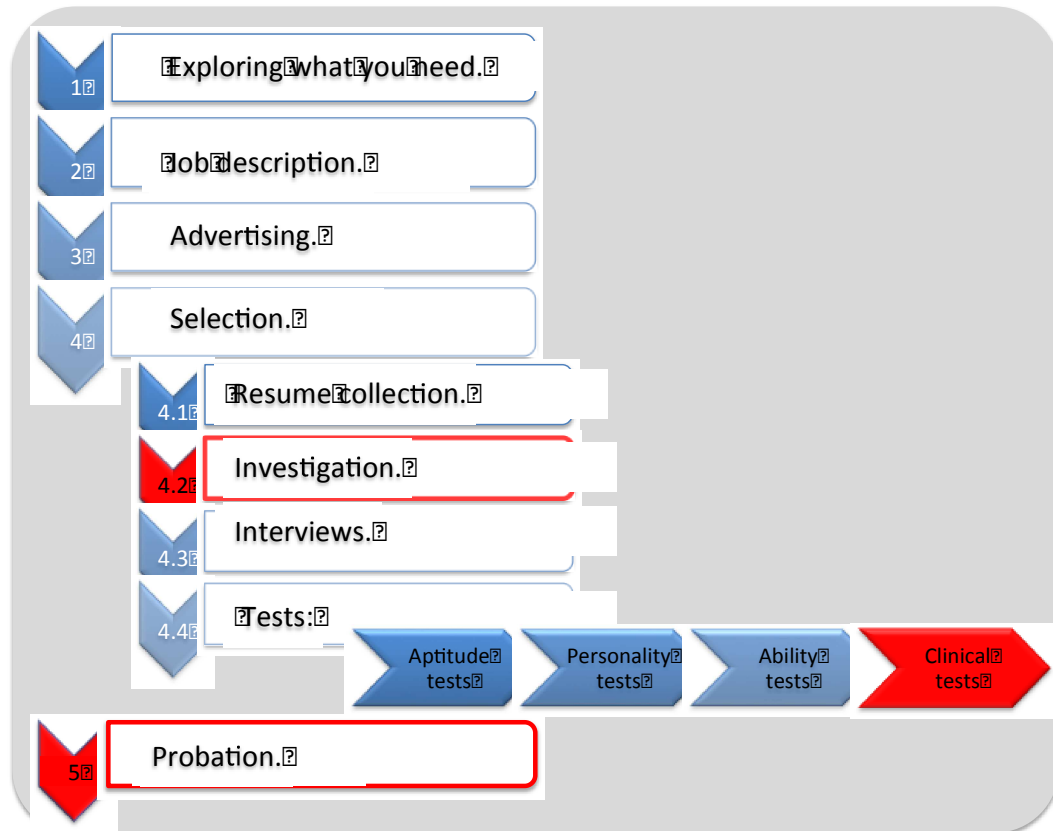 1
Exploring what you need.
2
Job description.
3
Advertising.
4
Selection.
4.1
Resume collection.
4.2
Investigation.
4.3
Interviews.
4.4
Tests:
Aptitude
tests
Personality
tests
Ability
tests
Clinical
tests
5
Probation.